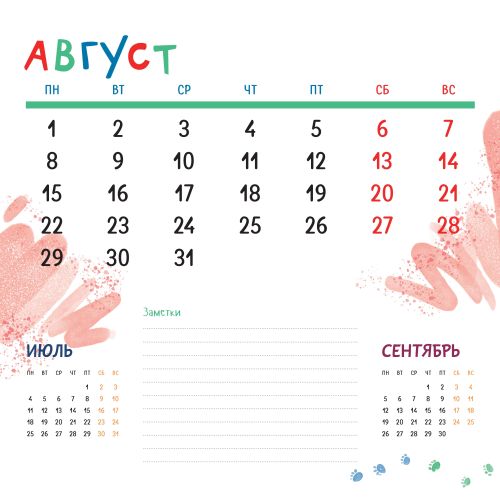 АВГУСТ
ПН ВТ СР ЧТ ПТ СБ ВС
1 2 3 4 5 6 7
8 9 10 11 12 13 14
15 16 17 18 19 20 21
22 23 24 25 26 27 28
29 30 31
Заметки
ИЮЛЬ
ПН ВТ СР ЧТ ПТ СБ ВС
1 2 3
4 5 6 7 8 9 10
11 12 13 14 15 16 17
18 19 20 21 22 23 24
25 26 27 28 29 30 31
СЕНТЯБРЬ
ПН ВТ СР ЧТ ПТ СБ ВС
1 2 3 4
5 6 7 8 9 10 11
12 13 14 15 16 17 18
19 20 21 22 23 24 25
26 27 28 29 30